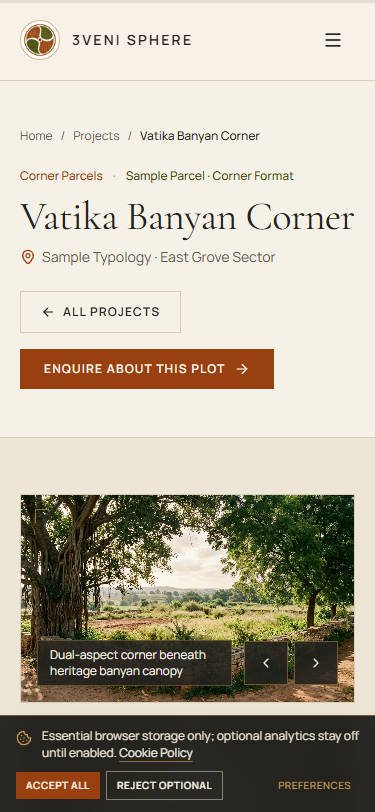 3VENI SPHERE
Home / Projects / Vatika Banyan Corner
Corner Parcels · Sample Parcel · Corner Format
Vatika Banyan Corner
Sample Typology · East Grove Sector
ALL PROJECTS
ENQUIRE ABOUT THIS PLOT
Dual-aspect corner beneath
heritage banyan canopy
Essential browser storage only; optional analytics stay off
until enabled. Cookie Policy
ACCEPT ALL REJECT OPTIONAL PREFERENCES